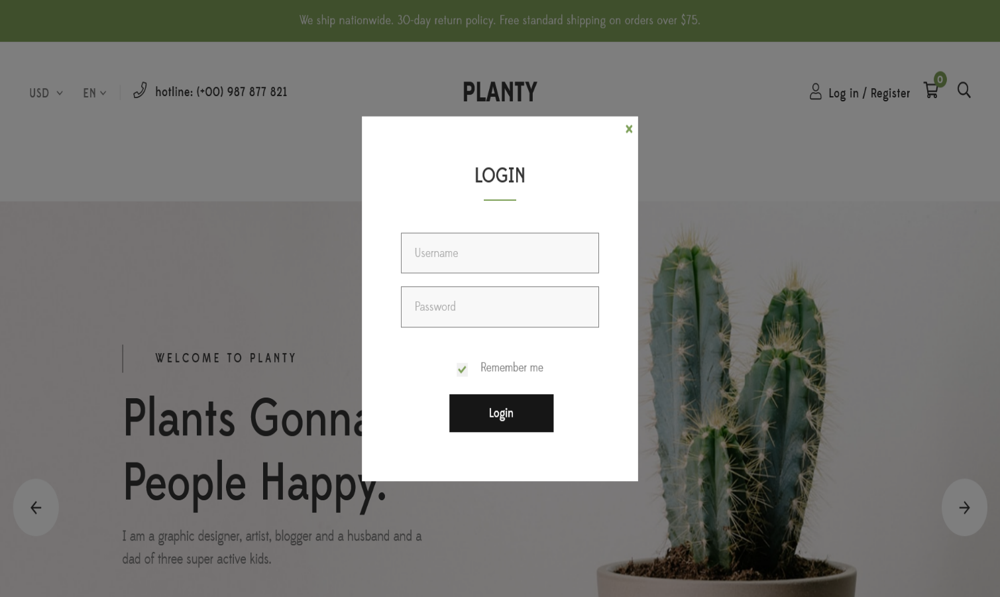 We ship nationwide. 30-day return policy. Free standard shipping on orders over $75.
USD EN hotline: (+00) 987 877 821
PLANTY
Log in / Register 0
x
LOGIN
Username
Password
Remember me
Login
WELCOME TO PLANTY
Plants Gonna
People Happy.
I am a graphic designer, artist, blogger and a husband and a
dad of three super active kids.